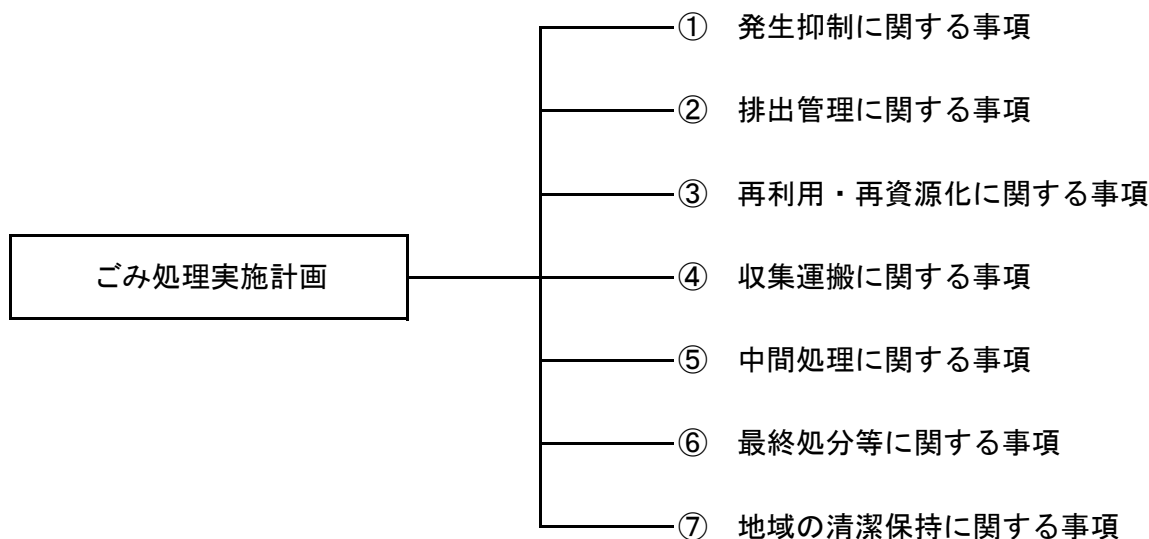 ① 発生抑制に関する事項
② 排出管理に関する事項
③ 再利用・再資源化に関する事項
ごみ処理実施計画
④ 収集運搬に関する事項
⑤ 中間処理に関する事項
⑥ 最終処分等に関する事項
⑦ 地域の清潔保持に関する事項